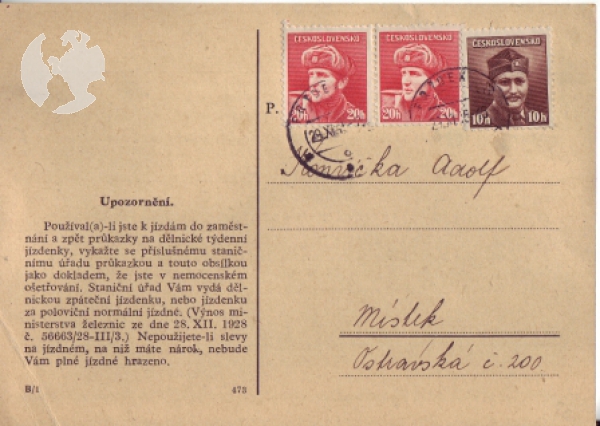 ČESKOSLOVENSKO
ČESKOSLOVENSKO
ČESKOSLOVENSKO
20h 20h
20h 20h
10h 10h
P.
Adolf
Místek
Ostravská č. 200.
Upozornění.
Používal(a)-li jste k jízdám do zaměst-
nání a zpět průkazky na dělnické týdenní
jízdenky, vykažte se příslušnému stanič-
nímu úřadu průkazkou a touto obsílkou
jako dokladem, že jste v nemocenském
ošetřování. Staniční úřad Vám vydá děl-
nickou zpáteční jízdenku, nebo jízdenku
za poloviční normální jízdné. (Výnos mi-
nisterstva železnic ze dne 28. XII. 1928
č. 56663/28-III/3.) Nepoužijete-li slevy
na jízdném, na niž máte nárok, nebude
Vám plné jízdné hrazeno.
B/1 473